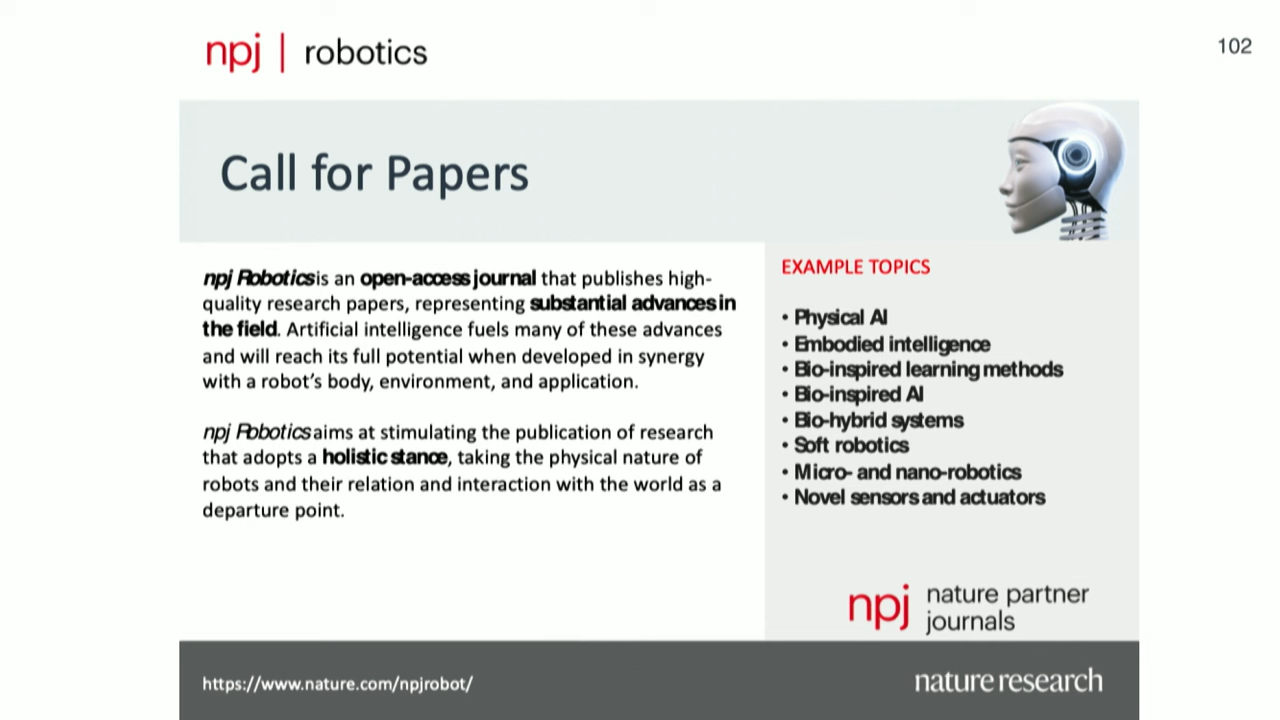 npj | robotics
102
Call for Papers
npj Robotics is an open-access journal that publishes high-
quality research papers, representing substantial advances in
the field. Artificial intelligence fuels many of these advances
and will reach its full potential when developed in synergy
with a robot's body, environment, and application.
npj Robotics aims at stimulating the publication of research
that adopts a holistic stance, taking the physical nature of
robots and their relation and interaction with the world as a
departure point.
EXAMPLE TOPICS
• Physical AI
• Embodied intelligence
• Bio-inspired learning methods
• Bio-inspired AI
• Bio-hybrid systems
• Soft robotics
• Micro- and nano-robotics
• Novel sensors and actuators
npj nature partner
journals
https://www.nature.com/npjrobot/
nature research